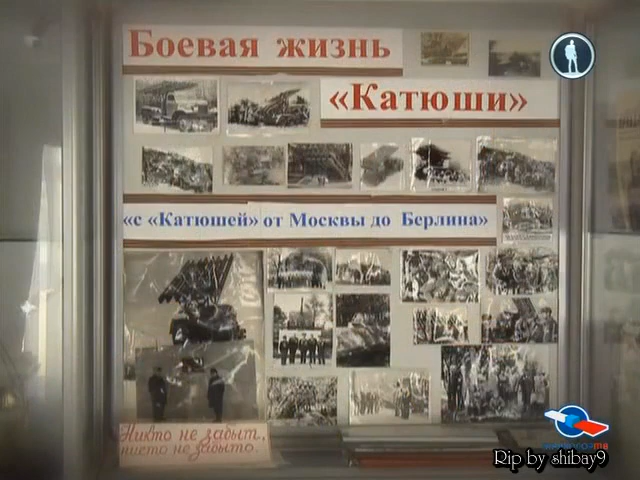 Боевая жизнь
«Катюши»
«с «Катюшей» от Москвы до Берлина»
Никто не забыт,
ничто не забыто.
Rip by shibay9